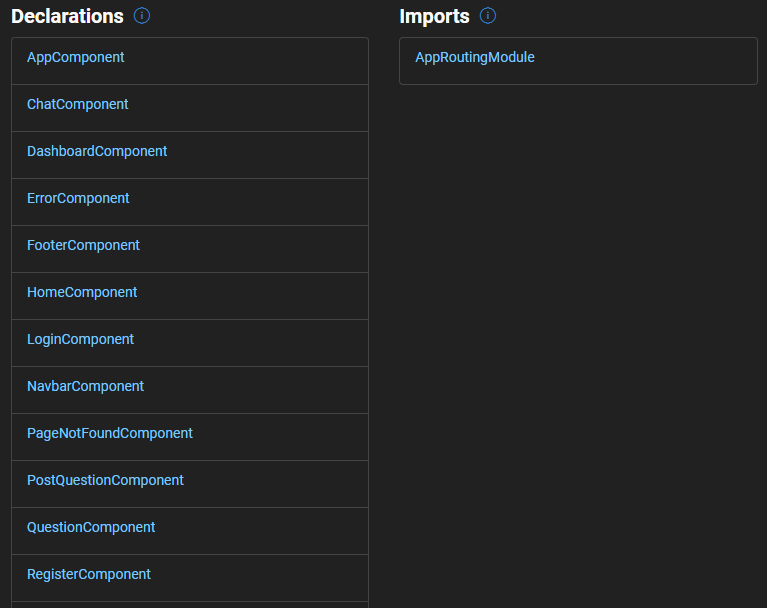 Declarations
AppComponent
ChatComponent
DashboardComponent
ErrorComponent
FooterComponent
HomeComponent
LoginComponent
NavbarComponent
PageNotFoundComponent
PostQuestionComponent
QuestionComponent
RegisterComponent
Imports
AppRoutingModule